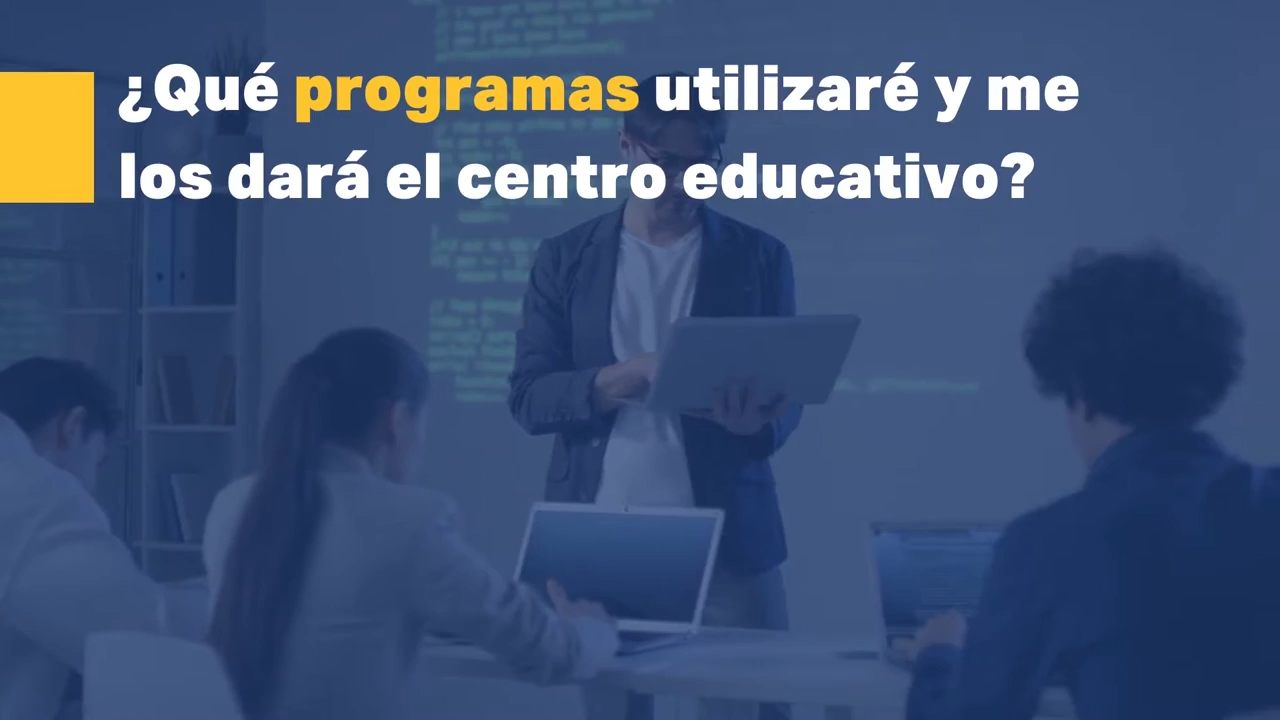 ¿Qué programas utilizaré y me
los dará el centro educativo?